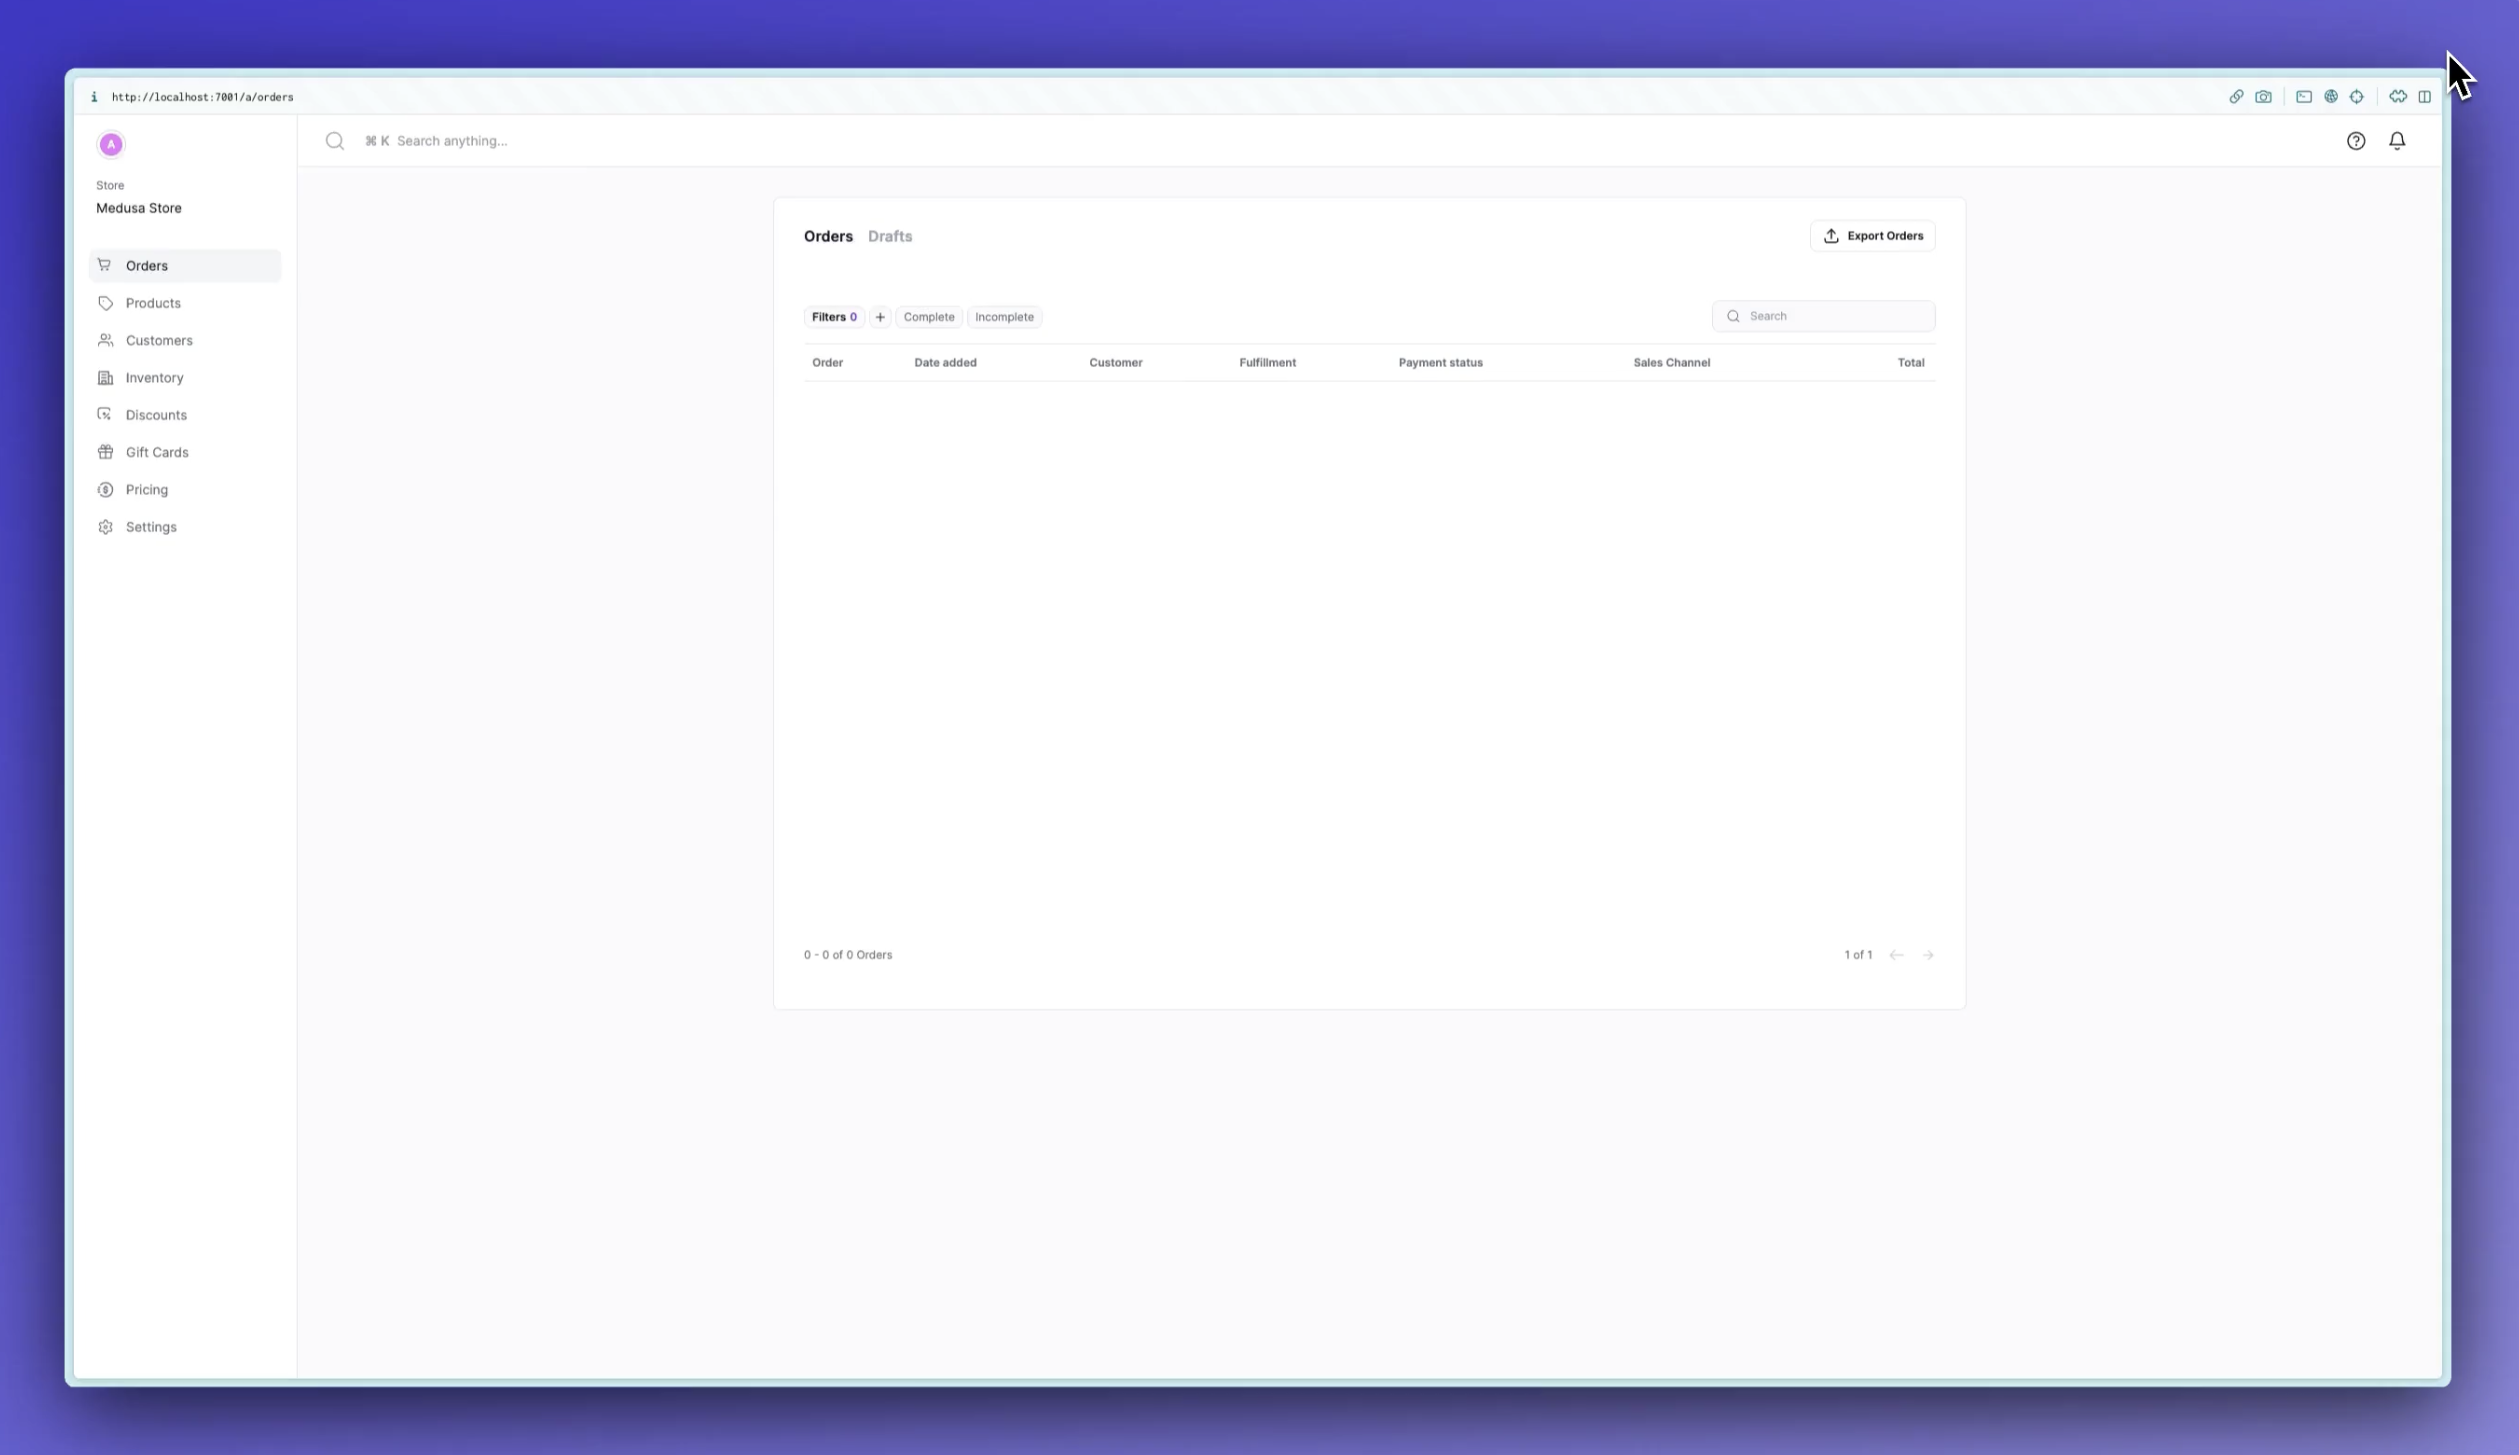 i http://localhost:7001/a/orders
A
⌘ K Search anything...
Store
Medusa Store
Orders
Products
Customers
Inventory
Discounts
Gift Cards
Pricing
Settings
Orders Drafts
Export Orders
Filters 0 + Complete Incomplete
Search
Order Date added Customer Fulfillment Payment status Sales Channel Total
0 - 0 of 0 Orders
1 of 1